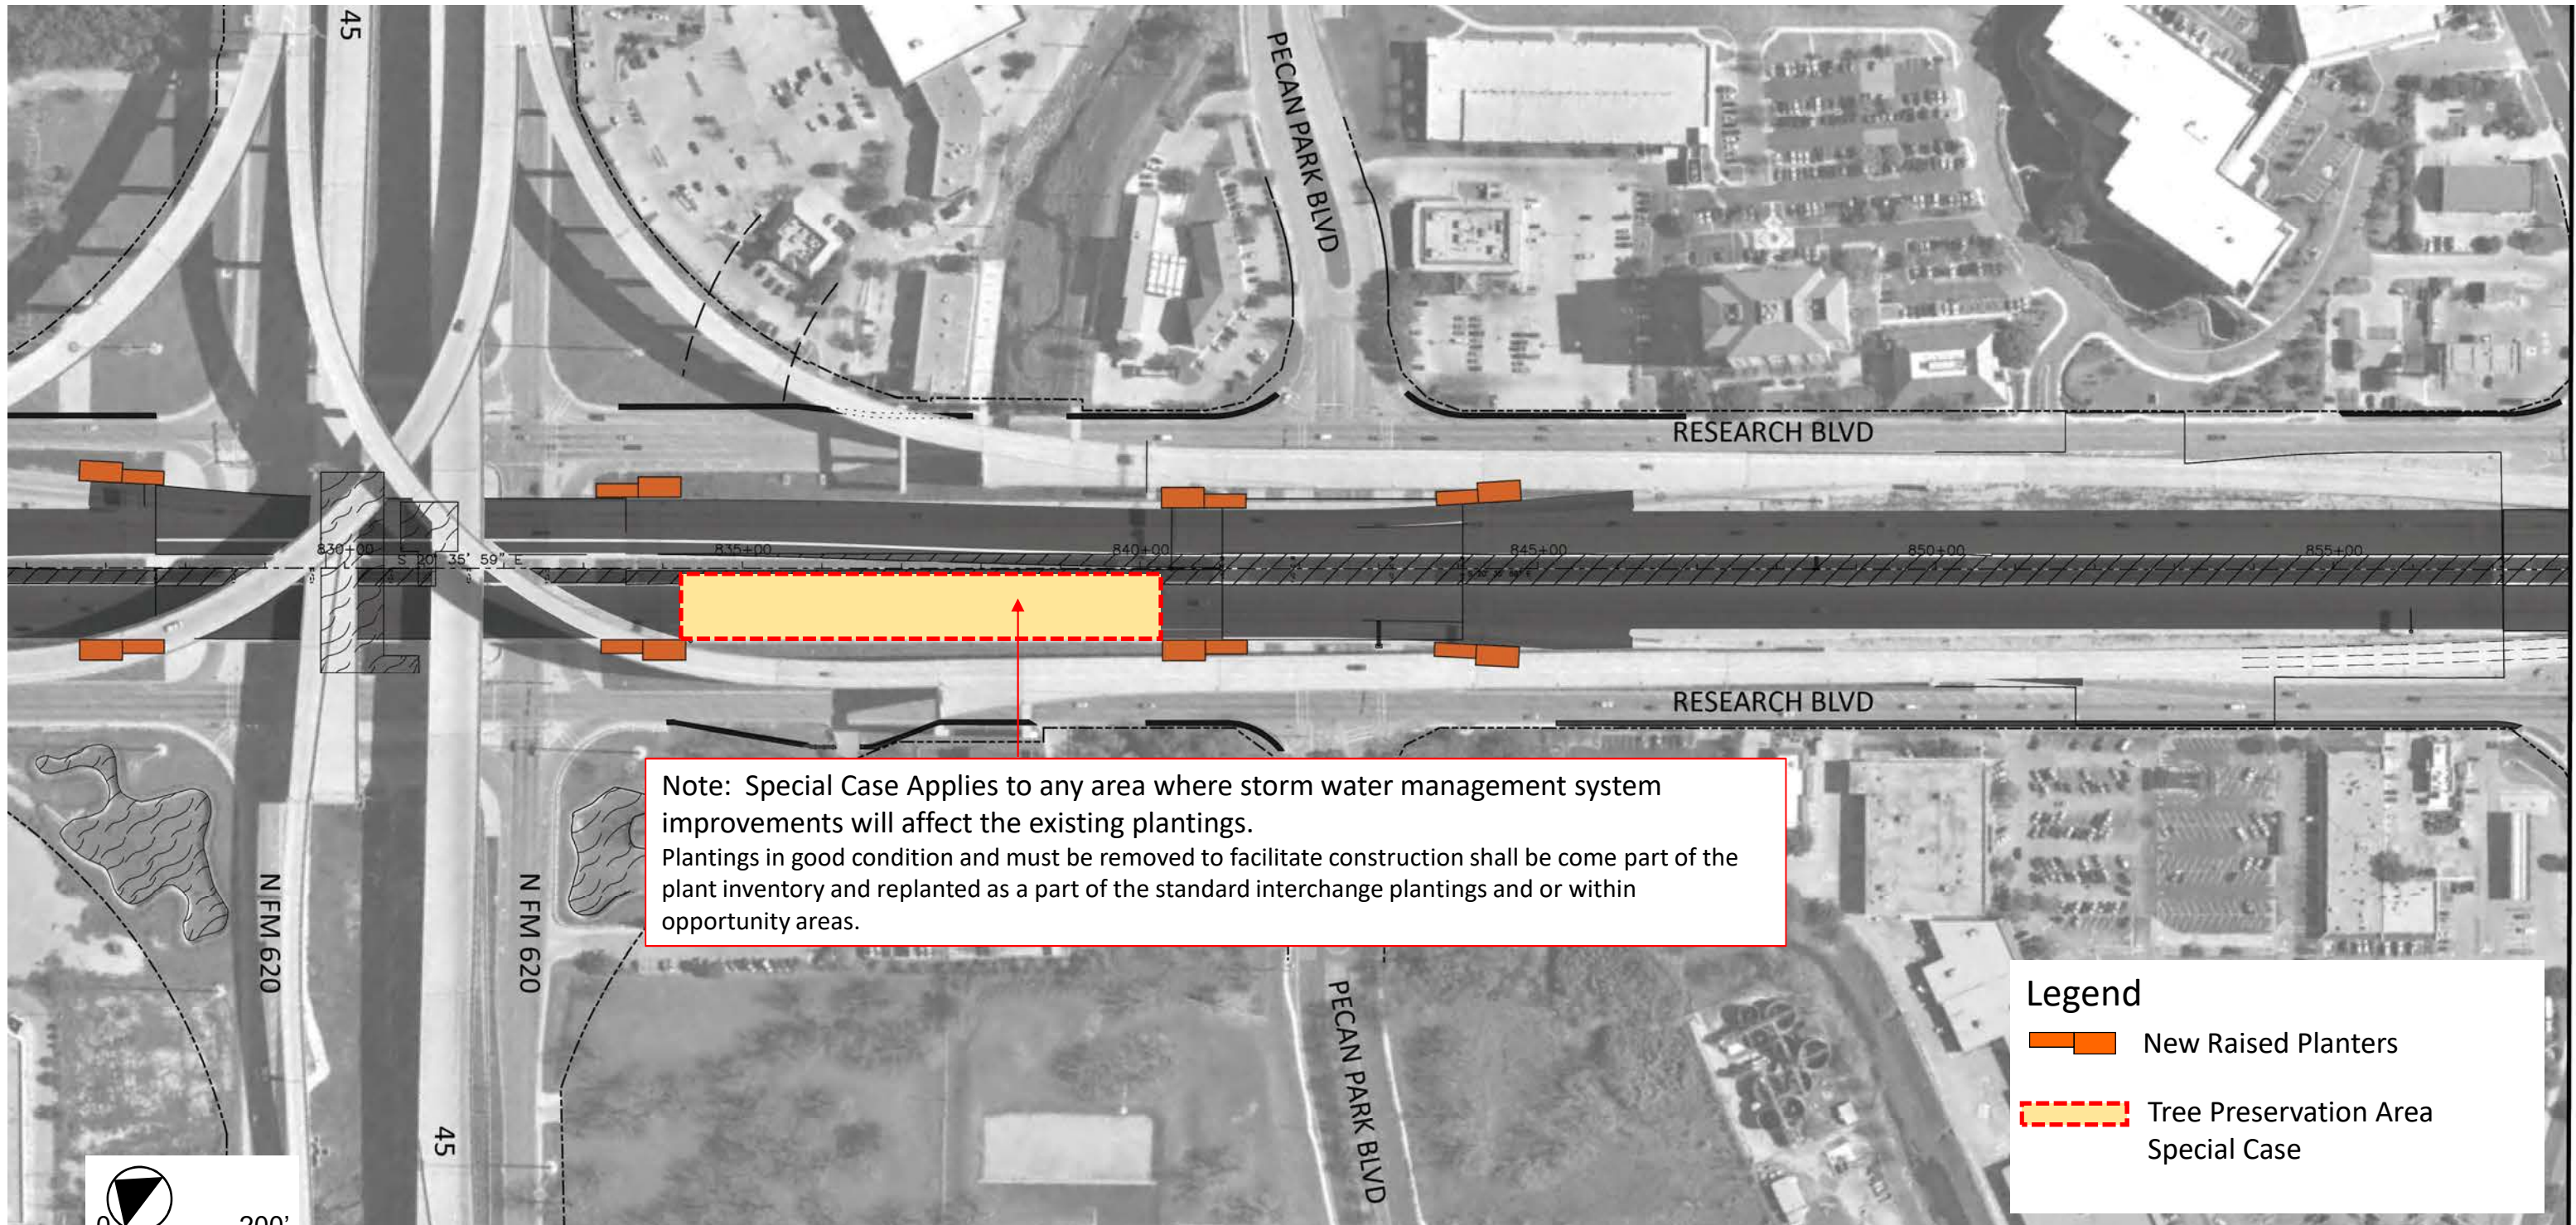 45
PECAN PARK BLVD
RESEARCH BLVD
830+00
835+00
840+00
845+00
850+00
855+00
S 20° 35' 59" E
RESEARCH BLVD
Note: Special Case Applies to any area where storm water management system
improvements will affect the existing plantings.
Plantings in good condition and must be removed to facilitate construction shall be come part of the
plant inventory and replanted as a part of the standard interchange plantings and or within
opportunity areas.
N FM 620
N FM 620
PECAN PARK BLVD
45
Legend
New Raised Planters
Tree Preservation Area
Special Case
0
200'